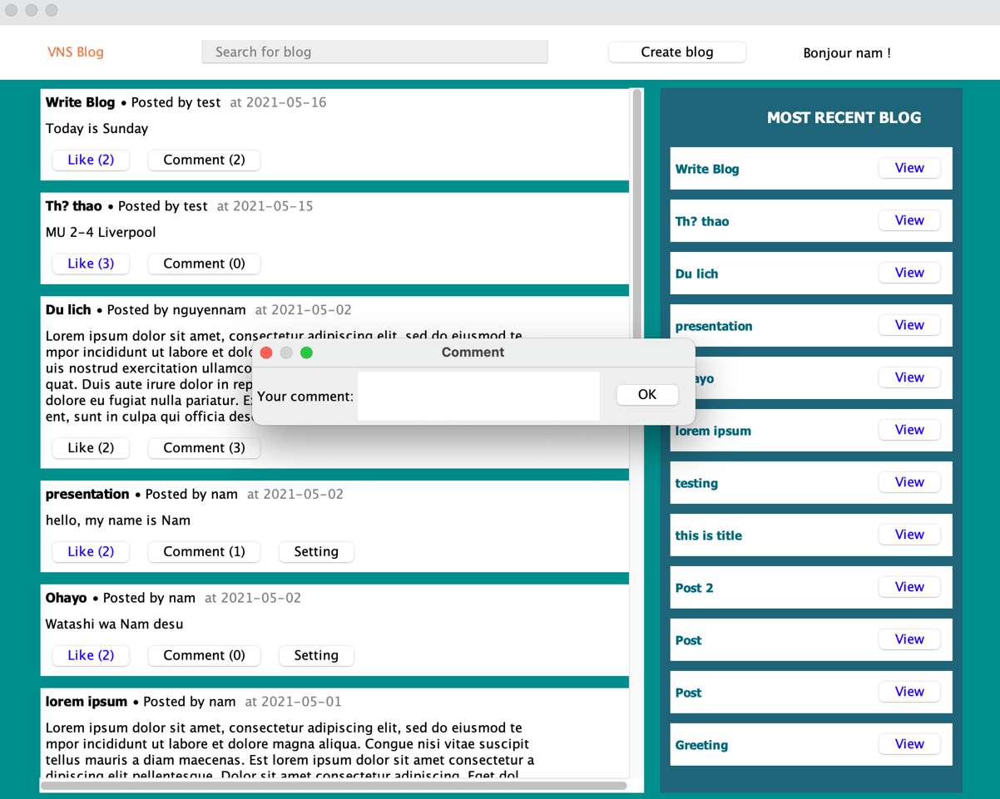 VNS Blog
Search for blog
Create blog
Bonjour nam !
Write Blog • Posted by test at 2021-05-16
Today is Sunday
Like (2)
Comment (2)
Th? thao • Posted by test at 2021-05-15
MU 2-4 Liverpool
Like (3)
Comment (0)
Du lich • Posted by nguyennam at 2021-05-02
Lorem ipsum dolor sit amet, consectetur adipiscing elit, sed do eiusmod te
mpor incididunt ut labore et
uis nostrud exercitation ullamco
quat. Duis aute irure dolor in
dolore eu fugiat nulla pariatur.
ent, sunt in culpa qui officia
Like (2)
Comment (3)
presentation • Posted by nam at 2021-05-02
hello, my name is Nam
Like (2)
Comment (1)
Setting
Ohayo • Posted by nam at 2021-05-02
Watashi wa Nam desu
Like (2)
Comment (0)
Setting
lorem ipsum • Posted by nam at 2021-05-01
Lorem ipsum dolor sit amet, consectetur adipiscing elit, sed do eiusmod te
mpor incididunt ut labore et dolore magna aliqua. Congue nisi vitae suscipit
tellus mauris a diam maecenas. Est lorem ipsum dolor sit amet consectetur a
dipiscing elit pellentesque. Dolor sit amet consectetur adipiscing. Eget dol
Comment
Your comment:
OK
MOST RECENT BLOG
Write Blog
View
Th? thao
View
Du lich
View
presentation
View
ayo
View
lorem ipsum
View
testing
View
this is title
View
Post 2
View
Post
View
Post
View
Greeting
View